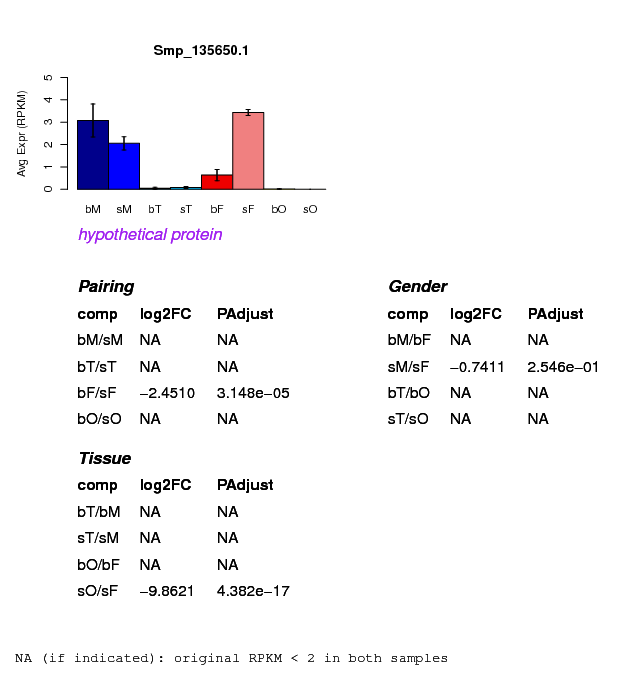 Smp_135650.1
Avg Expr (RPKM)
0 1 2 3 4 5
bM sM bT sT bF sF bO sO
hypothetical protein
Pairing
comp log2FC PAdjust
bM/sM NA NA
bT/sT NA NA
bF/sF −2.4510 3.148e−05
bO/sO NA NA
Gender
comp log2FC PAdjust
bM/bF NA NA
sM/sF −0.7411 2.546e−01
bT/bO NA NA
sT/sO NA NA
Tissue
comp log2FC PAdjust
bT/bM NA NA
sT/sM NA NA
bO/bF NA NA
sO/sF −9.8621 4.382e−17
NA (if indicated): original RPKM < 2 in both samples